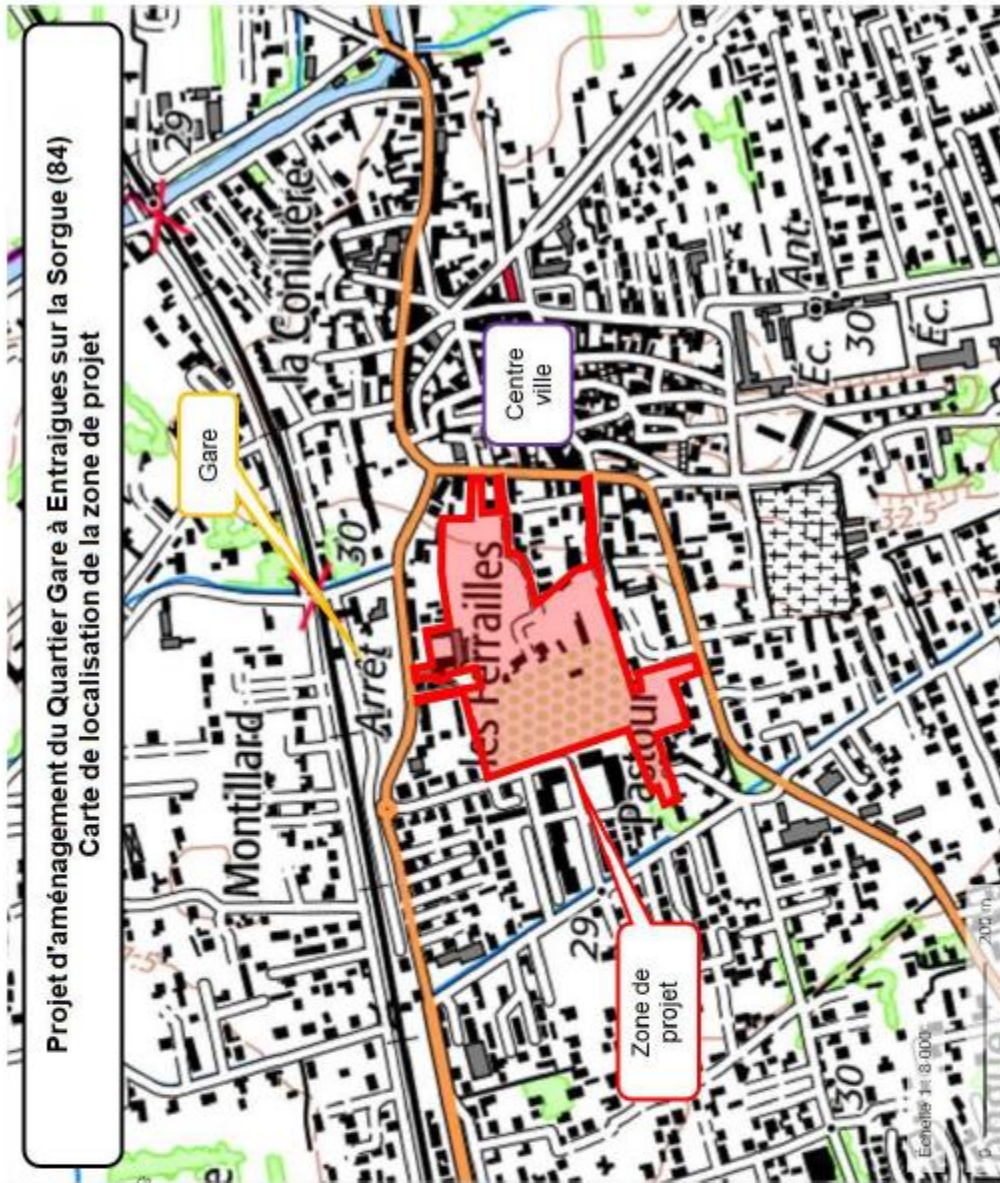 Projet d'aménagement du Quartier Gare à Entraigues sur la Sorgue (84)
Carte de localisation de la zone de projet
29
la Conillière
Gare
30
Arrêt
Montillard
Centre
ville
Ant.
Éc.
30
Éc.
32.5
les Ferrailles
Pastour
29
Zone de
projet
30
Échelle 1 : 8 000
0 200 m